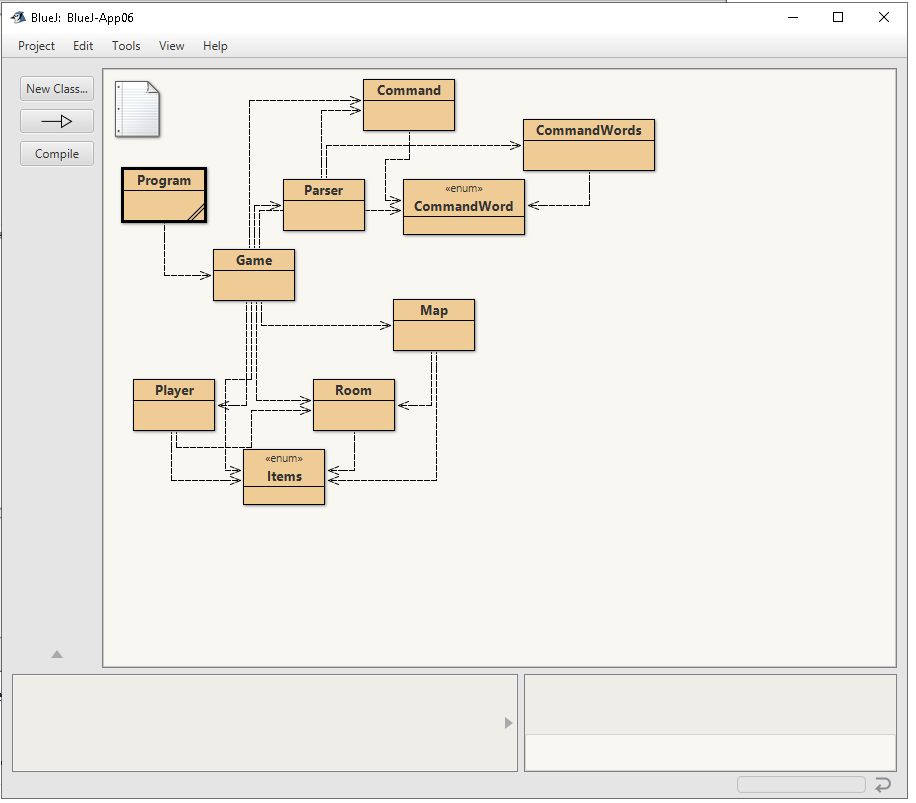 BlueJ: BlueJ-App06
Project Edit Tools View Help
New Class...
Compile
Command
CommandWords
Program
Parser
«enum»
CommandWord
Game
Map
Player
Room
«enum»
Items